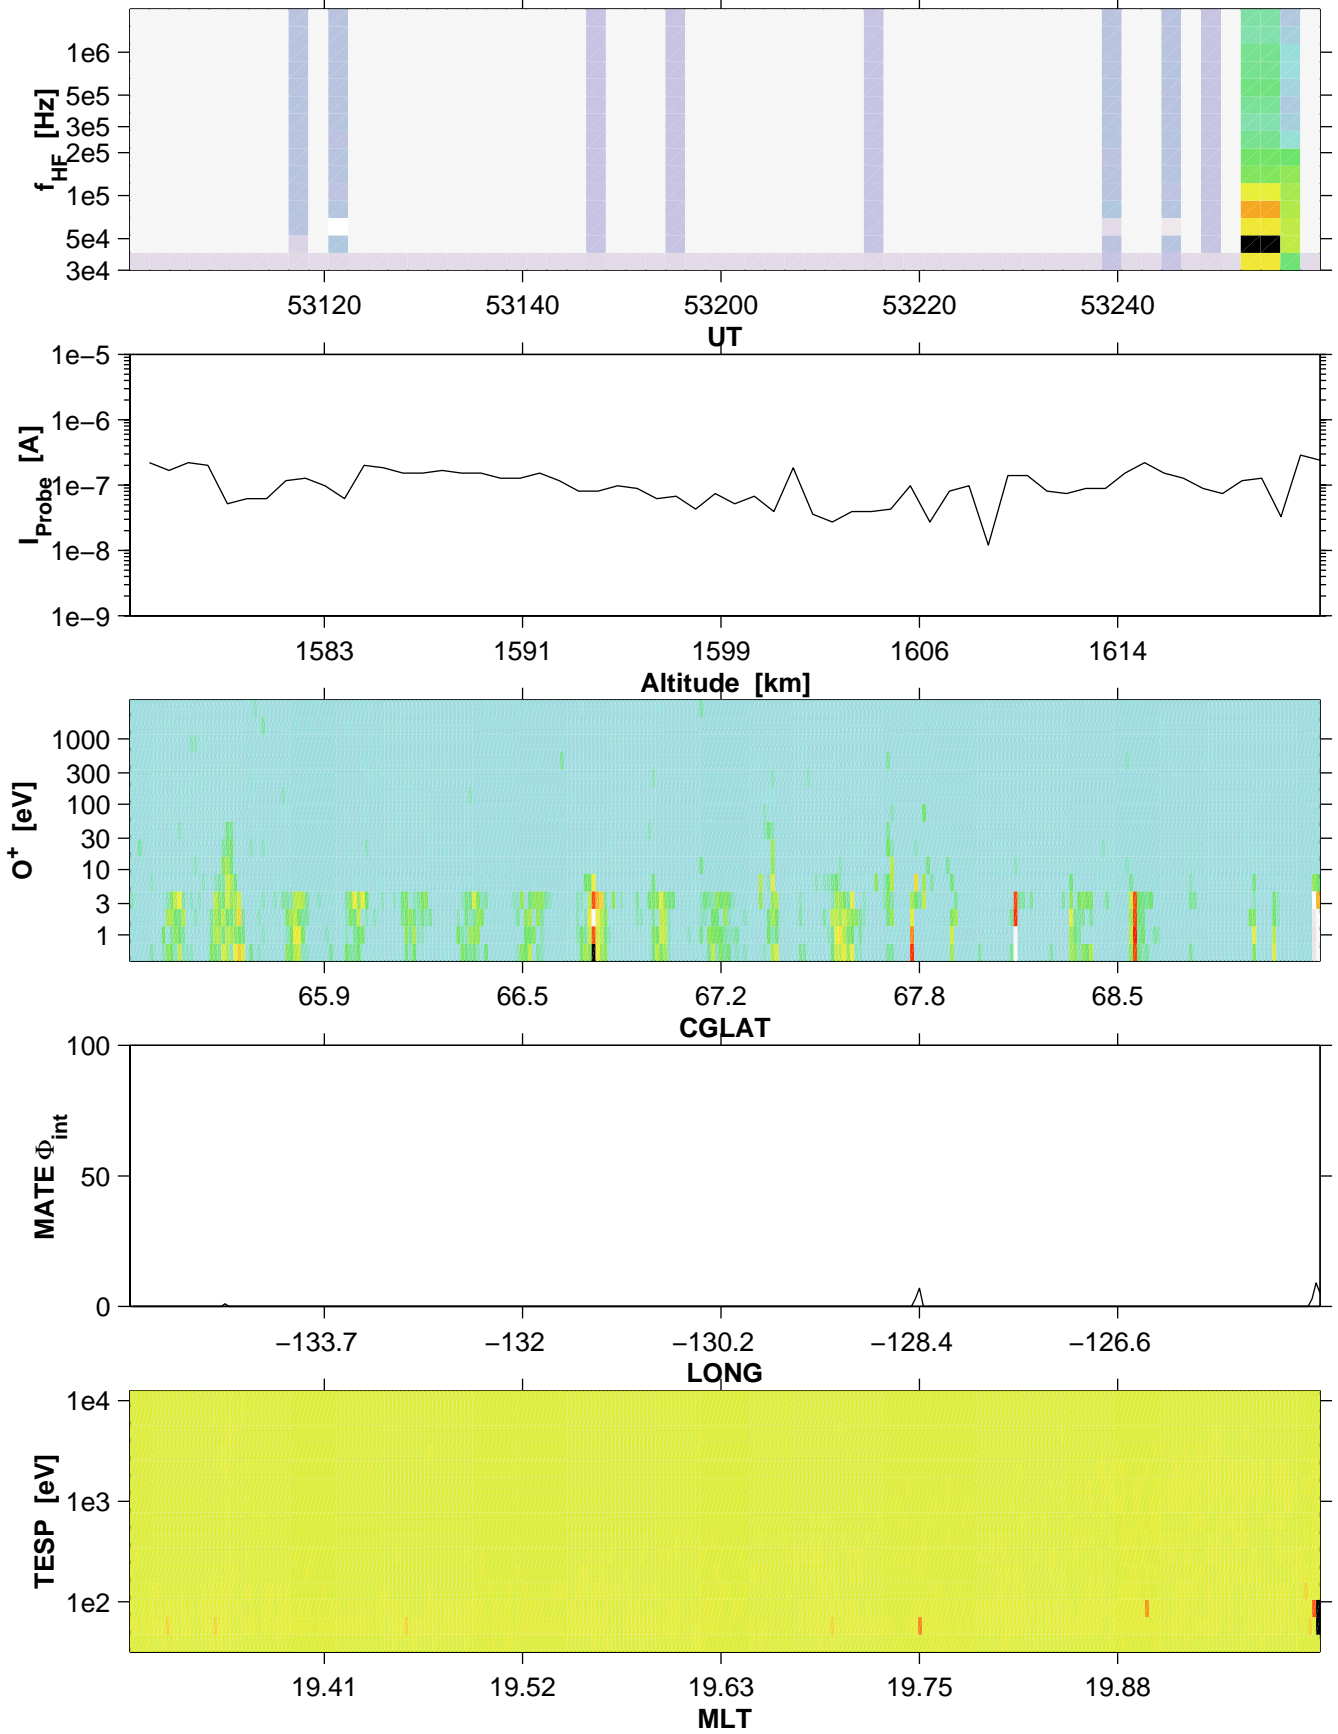 f_HF [Hz]
1e6
5e5
3e5
2e5
1e5
5e4
3e4
53120 53140 53200 53220 53240
UT
I_Probe [A]
1e−5
1e−6
1e−7
1e−8
1e−9
1583 1591 1599 1606 1614
Altitude [km]
O+ [eV]
1000
300
100
30
10
3
1
65.9 66.5 67.2 67.8 68.5
CGLAT
MATE Φ_int
100
50
0
−133.7 −132 −130.2 −128.4 −126.6
LONG
TESP [eV]
1e4
1e3
1e2
19.41 19.52 19.63 19.75 19.88
MLT